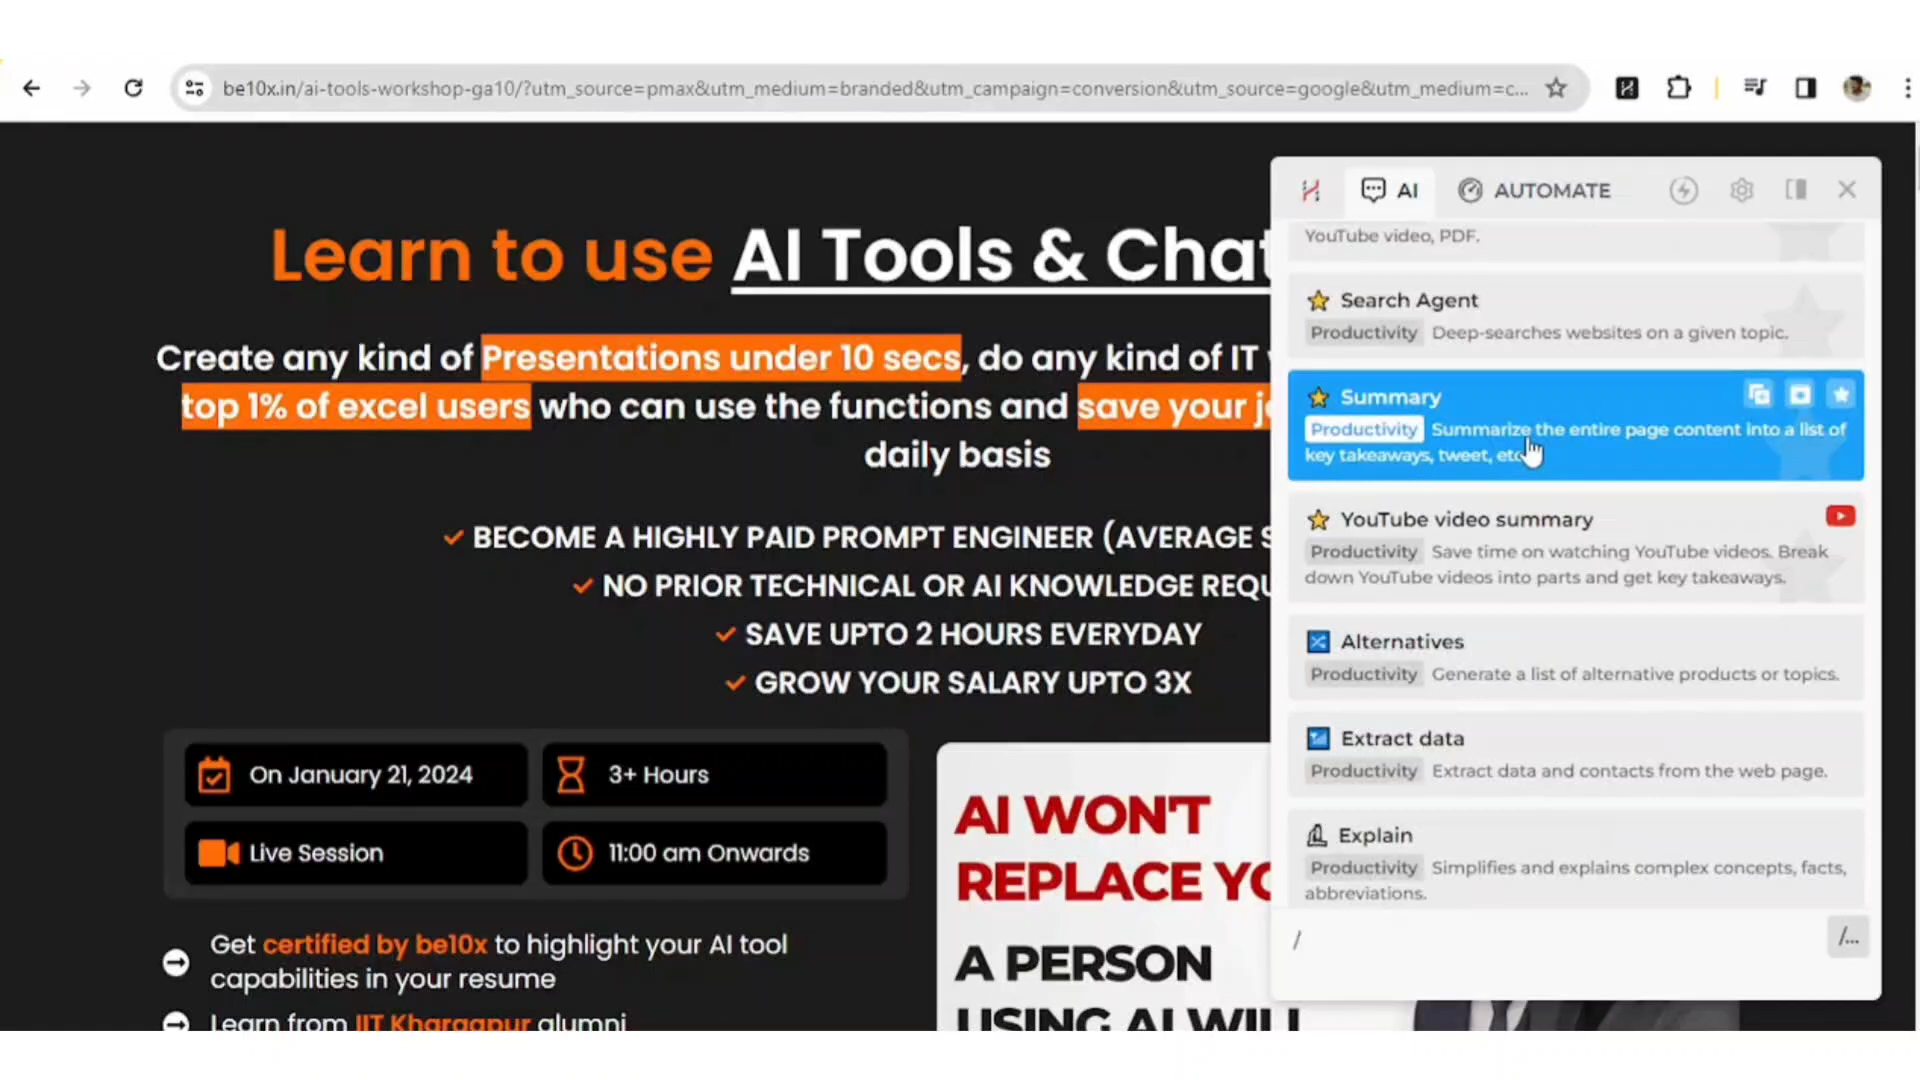 be10x.in/ai-tools-workshop-ga10/?utm_source=pmax&utm_medium=branded&utm_campaign=conversion&utm_source=google&utm_medium=c...
Learn to use AI Tools & Chat
Create any kind of Presentations under 10 secs, do any kind of IT
top 1% of excel users who can use the functions and save your j
daily basis
BECOME A HIGHLY PAID PROMPT ENGINEER (AVERAGE S
NO PRIOR TECHNICAL OR AI KNOWLEDGE REQU
SAVE UPTO 2 HOURS EVERYDAY
GROW YOUR SALARY UPTO 3X
On January 21, 2024
3+ Hours
Live Session
11:00 am Onwards
Get certified by be10x to highlight your AI tool
capabilities in your resume
Learn from IIT Kharagpur alumni
AI WON'T
REPLACE YO
A PERSON
USING AI WILL
AI
AUTOMATE
YouTube video, PDF.
Search Agent
Productivity Deep-searches websites on a given topic.
Summary
Productivity Summarize the entire page content into a list of
key takeaways, tweet, etc
YouTube video summary
Productivity Save time on watching YouTube videos. Break
down YouTube videos into parts and get key takeaways.
Alternatives
Productivity Generate a list of alternative products or topics.
Extract data
Productivity Extract data and contacts from the web page.
Explain
Productivity Simplifies and explains complex concepts, facts,
abbreviations.
/
/...